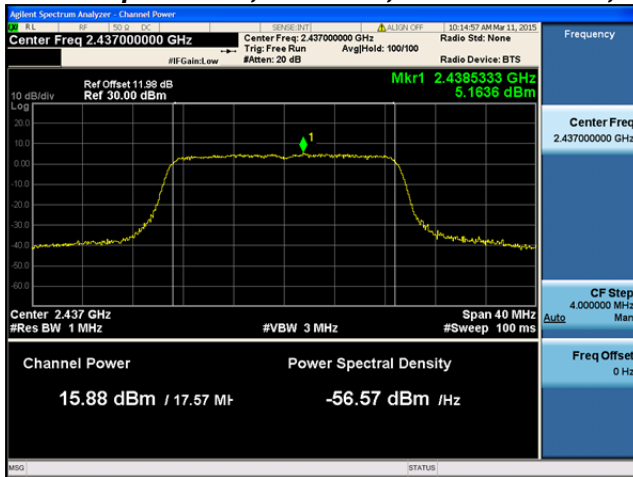 Agilent Spectrum Analyzer - Channel Power
RL RF 50 Ω DC SENSE:INT ALIGN OFF 10:14:57 AM Mar 11, 2015
Center Freq 2.437000000 GHz Center Freq: 2.437000000 GHz Radio Std: None Frequency
Trig: Free Run Avg|Hold: 100/100
#IFGain:Low #Atten: 20 dB Radio Device: BTS
Mkr1 2.4385333 GHz
5.1636 dBm
Ref Offset 11.98 dB
10 dB/div Ref 30.00 dBm
Log
20.0
10.0
0.00
-10.0
-20.0
-30.0
-40.0
-50.0
-60.0
1
Center Freq
2.437000000 GHz
Center 2.437 GHz Span 40 MHz
#Res BW 1 MHz #VBW 3 MHz #Sweep 100 ms
CF Step
4.000000 MHz
Auto Man
Channel Power Power Spectral Density
15.88 dBm / 17.57 MH -56.57 dBm /Hz
Freq Offset
0 Hz
MSG STATUS